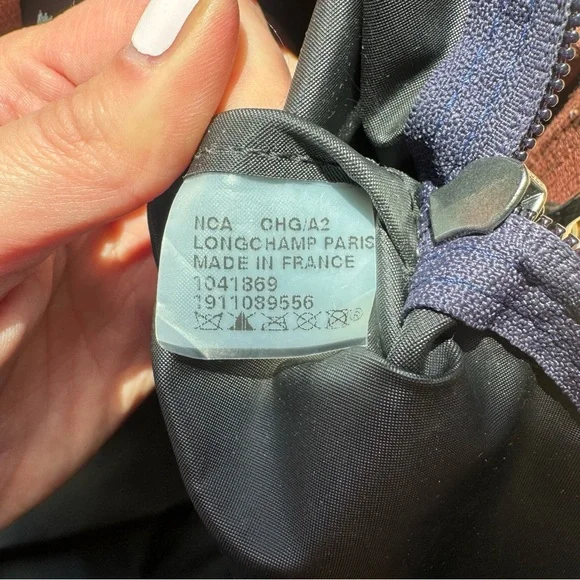 NCA CHG/A2
LONGCHAMP PARIS
MADE IN FRANCE
1041869
1911089556